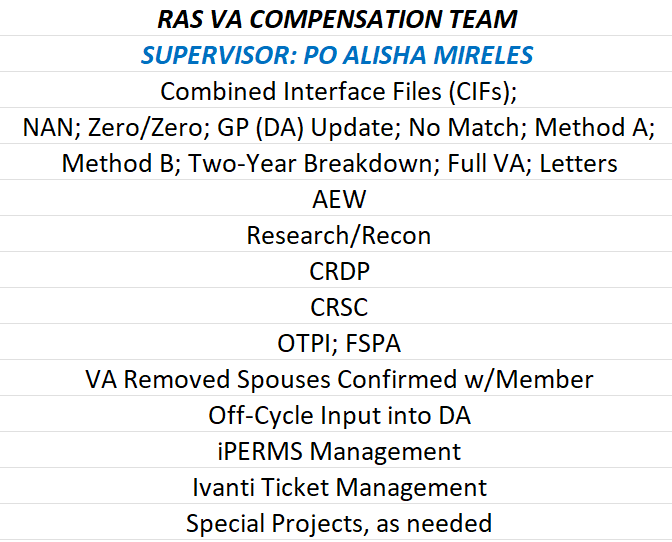 RAS VA COMPENSATION TEAM
SUPERVISOR: PO ALISHA MIRELES
Combined Interface Files (CIFs);
NAN; Zero/Zero; GP (DA) Update; No Match; Method A;
Method B; Two-Year Breakdown; Full VA; Letters
AEW
Research/Recon
CRDP
CRSC
OTPI; FSPA
VA Removed Spouses Confirmed w/Member
Off-Cycle Input into DA
iPERMS Management
Ivanti Ticket Management
Special Projects, as needed